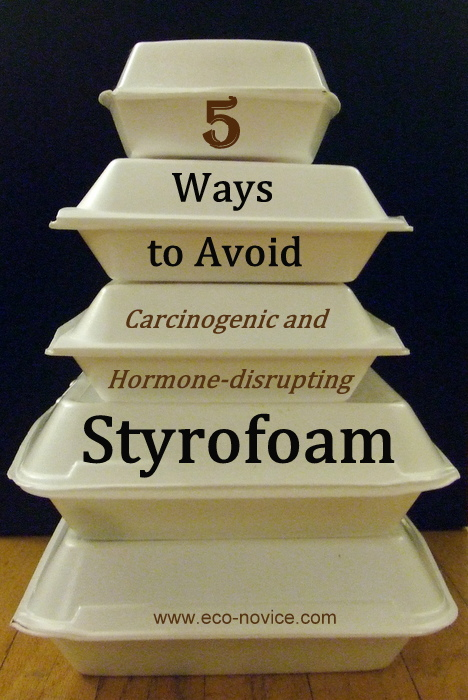 5
Ways
to Avoid
Carcinogenic and
Hormone-disrupting
Styrofoam
www.eco-novice.com